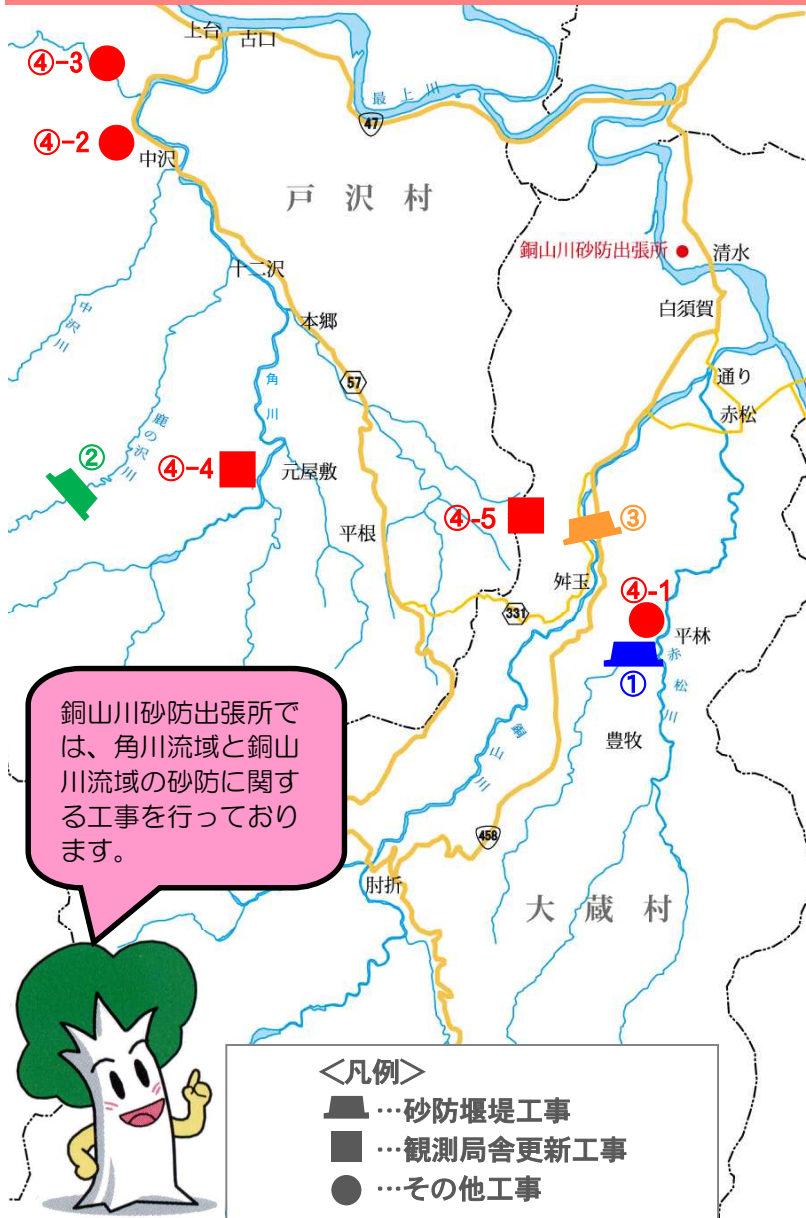 上台
古口
④-3
最上川
47
④-2
中沢
戸沢村
銅山川砂防出張所
清水
十二沢
白須賀
中沢川
本郷
通り
角川
57
赤松
鹿の沢川
②
④-4
元屋敷
④-5
③
平根
舛玉
④-1
331
平林
①
赤松川
豊牧
銅山川
銅山川砂防出張所で
は、角川流域と銅山
川流域の砂防に関す
る工事を行っており
ます。
458
肘折
大蔵村
<凡例>
…砂防堰堤工事
…観測局舎更新工事
…その他工事